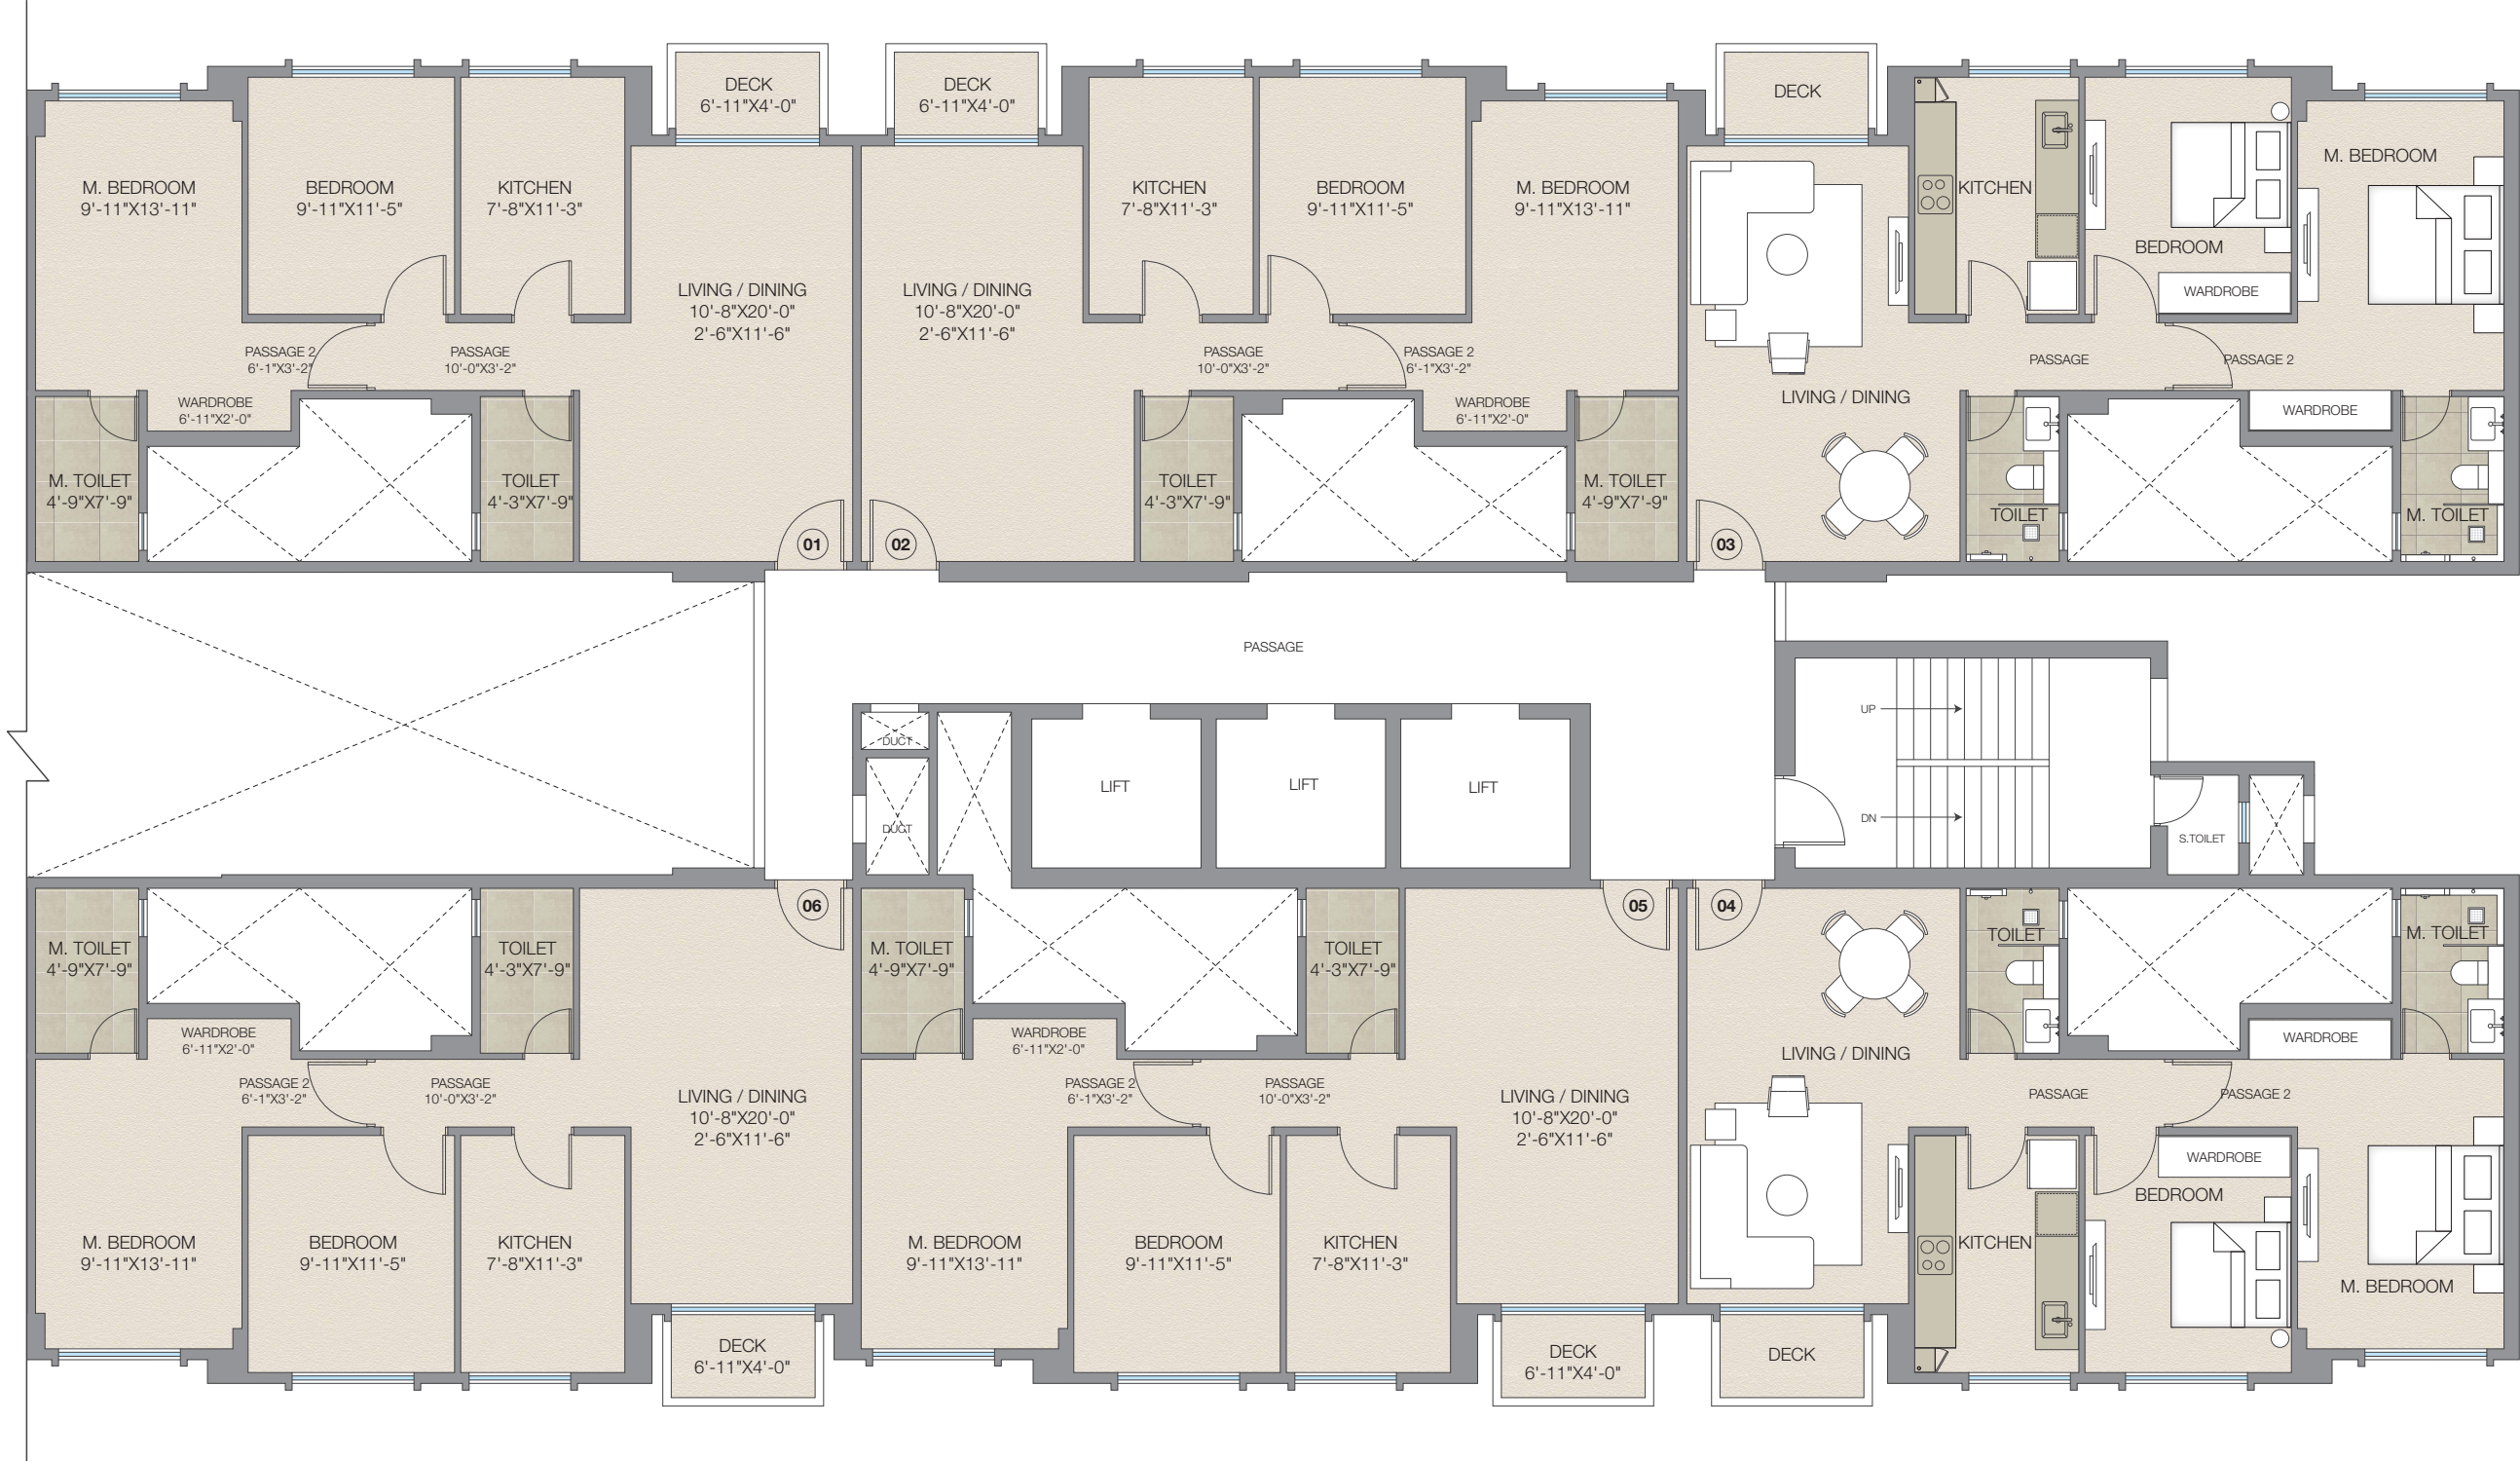 DECK
6'-11"X4'-0"
DECK
6'-11"X4'-0"
DECK
M. BEDROOM
9'-11"X13'-11"
BEDROOM
9'-11"X11'-5"
KITCHEN
7'-8"X11'-3"
KITCHEN
7'-8"X11'-3"
BEDROOM
9'-11"X11'-5"
M. BEDROOM
9'-11"X13'-11"
KITCHEN
BEDROOM
M. BEDROOM
WARDROBE
LIVING / DINING
10'-8"X20'-0"
2'-6"X11'-6"
LIVING / DINING
10'-8"X20'-0"
2'-6"X11'-6"
PASSAGE 2
6'-1"X3'-2"
PASSAGE
10'-0"X3'-2"
PASSAGE
10'-0"X3'-2"
PASSAGE 2
6'-1"X3'-2"
PASSAGE
PASSAGE 2
WARDROBE
6'-11"X2'-0"
WARDROBE
6'-11"X2'-0"
LIVING / DINING
WARDROBE
M. TOILET
4'-9"X7'-9"
TOILET
4'-3"X7'-9"
TOILET
4'-3"X7'-9"
M. TOILET
4'-9"X7'-9"
TOILET
M. TOILET
01
02
03
PASSAGE
UP
DN
DUCT
DUCT
LIFT
LIFT
LIFT
S.TOILET
06
05
04
M. TOILET
4'-9"X7'-9"
TOILET
4'-3"X7'-9"
M. TOILET
4'-9"X7'-9"
TOILET
4'-3"X7'-9"
TOILET
M. TOILET
WARDROBE
6'-11"X2'-0"
WARDROBE
6'-11"X2'-0"
LIVING / DINING
WARDROBE
PASSAGE 2
6'-1"X3'-2"
PASSAGE
10'-0"X3'-2"
PASSAGE 2
6'-1"X3'-2"
PASSAGE
10'-0"X3'-2"
PASSAGE
PASSAGE 2
LIVING / DINING
10'-8"X20'-0"
2'-6"X11'-6"
LIVING / DINING
10'-8"X20'-0"
2'-6"X11'-6"
WARDROBE
M. BEDROOM
9'-11"X13'-11"
BEDROOM
9'-11"X11'-5"
KITCHEN
7'-8"X11'-3"
M. BEDROOM
9'-11"X13'-11"
BEDROOM
9'-11"X11'-5"
KITCHEN
7'-8"X11'-3"
KITCHEN
BEDROOM
M. BEDROOM
DECK
6'-11"X4'-0"
DECK
6'-11"X4'-0"
DECK